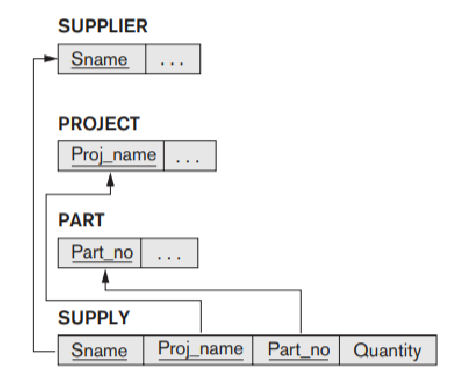 SUPPLIER
Sname ...
PROJECT
Proj_name ...
PART
Part_no ...
SUPPLY
Sname Proj_name Part_no Quantity